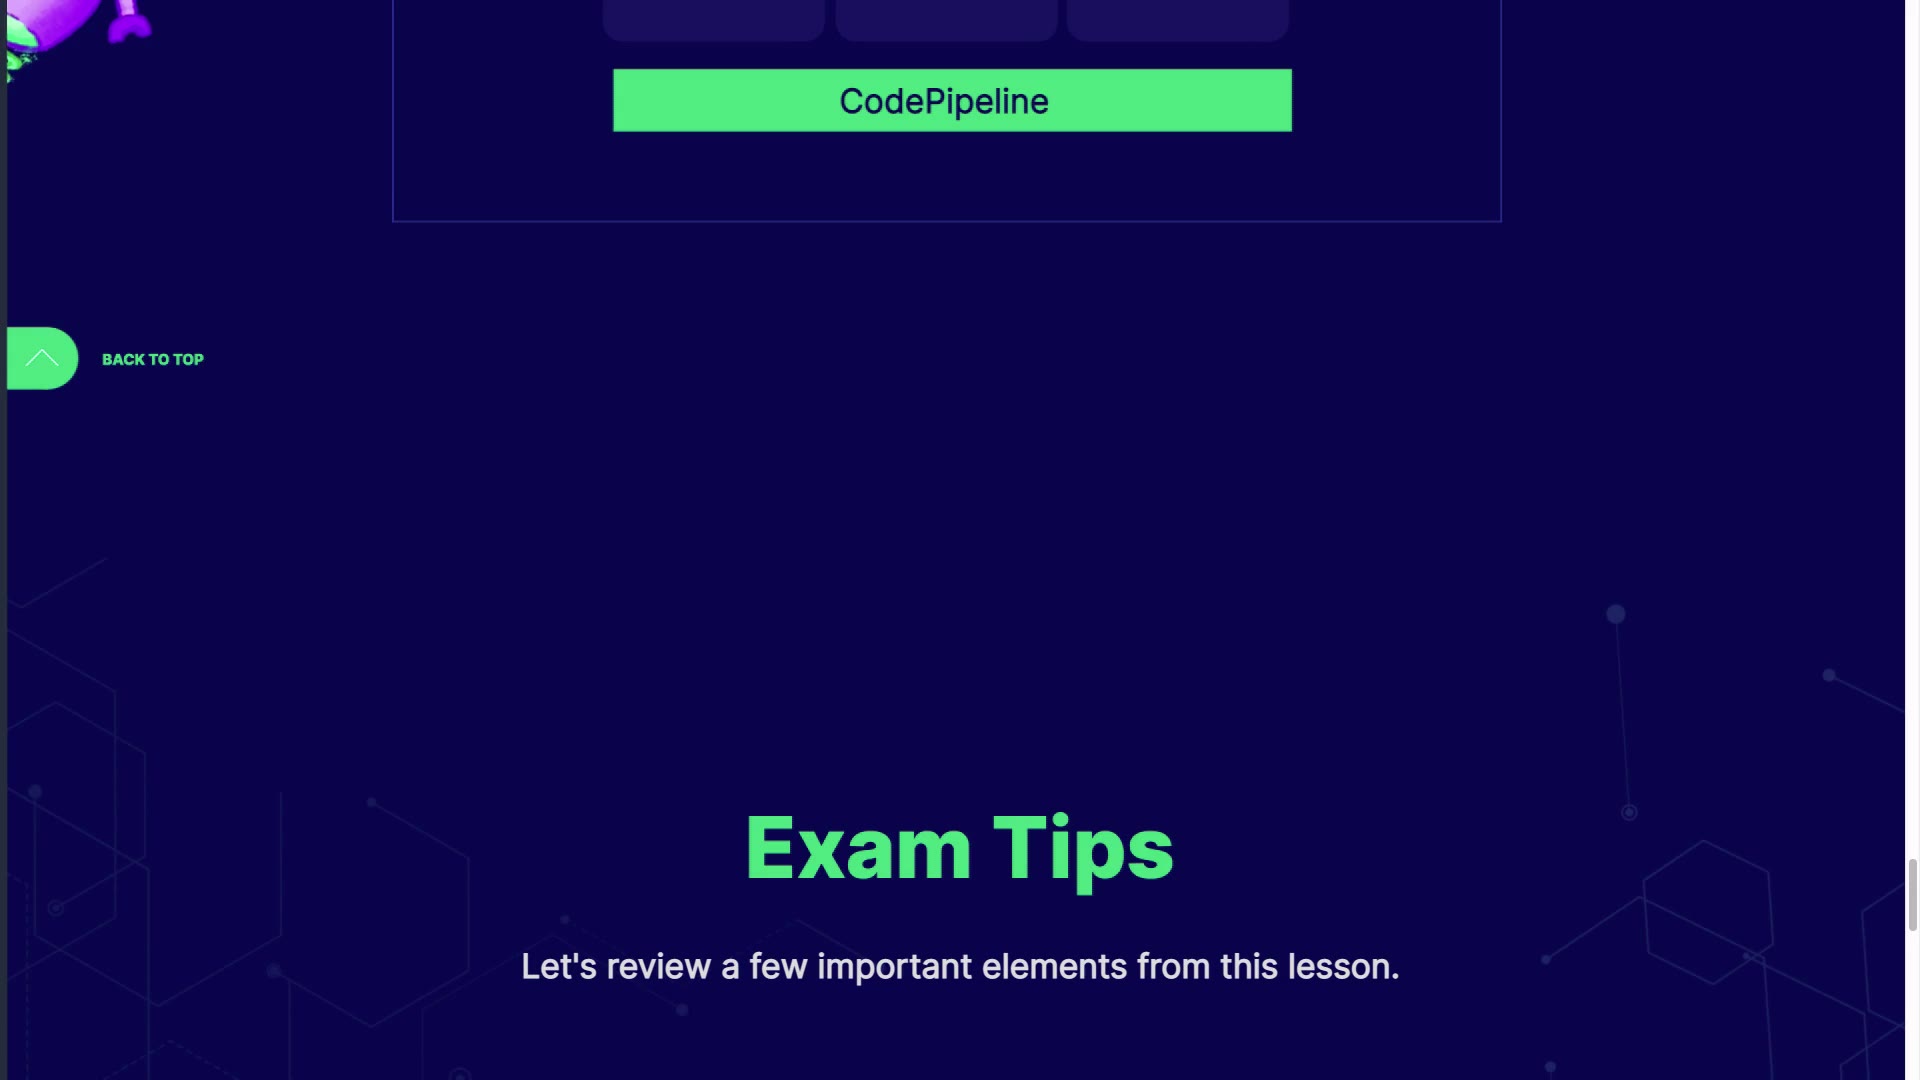 CodePipeline
BACK TO TOP
Exam Tips
Let's review a few important elements from this lesson.